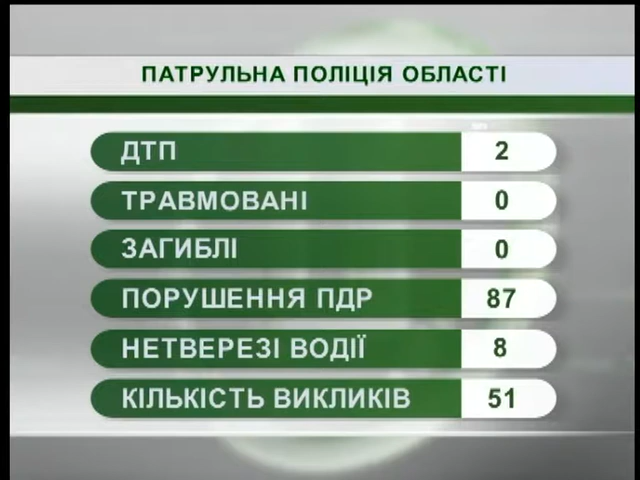 ПАТРУЛЬНА ПОЛІЦІЯ ОБЛАСТІ
ДТП 2
ТРАВМОВАНІ 0
ЗАГИБЛІ 0
ПОРУШЕННЯ ПДР 87
НЕТВЕРЕЗІ ВОДІЇ 8
КІЛЬКІСТЬ ВИКЛИКІВ 51